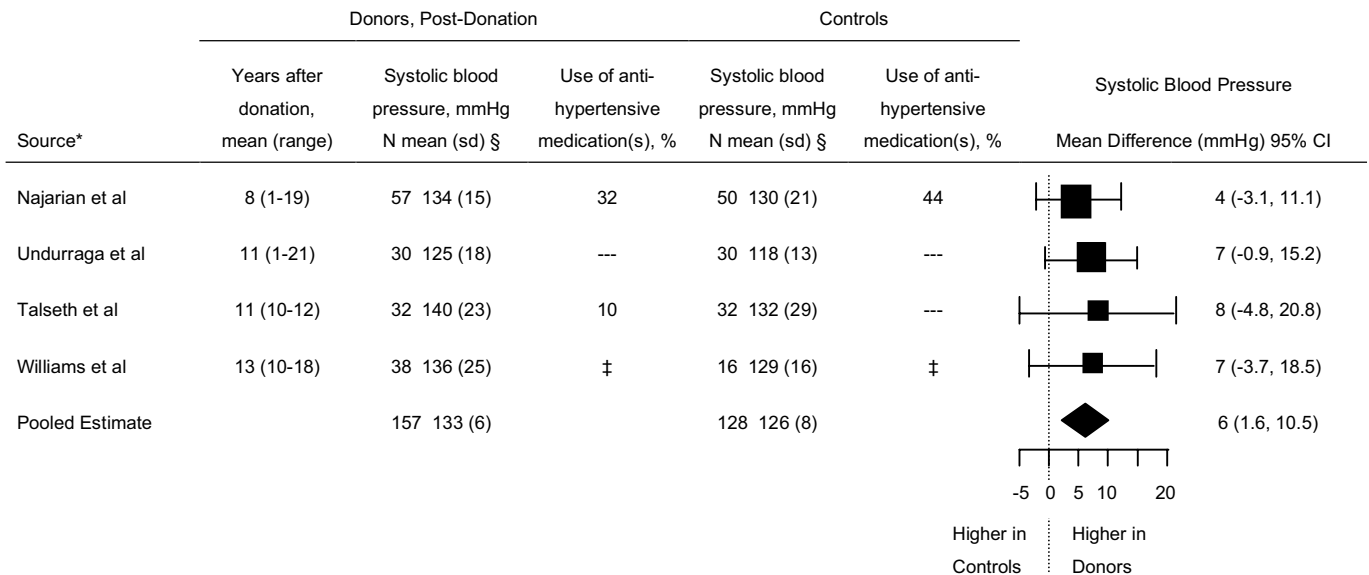 Donors, Post-Donation Controls
Source* Years after donation, mean (range) Systolic blood pressure, mmHg N mean (sd) § Use of anti-hypertensive medication(s), % Systolic blood pressure, mmHg N mean (sd) § Use of anti-hypertensive medication(s), % Systolic Blood Pressure Mean Difference (mmHg) 95% CI
Najarian et al 8 (1-19) 57 134 (15) 32 50 130 (21) 44 4 (-3.1, 11.1)
Undurraga et al 11 (1-21) 30 125 (18) --- 30 118 (13) --- 7 (-0.9, 15.2)
Talseth et al 11 (10-12) 32 140 (23) 10 32 132 (29) --- 8 (-4.8, 20.8)
Williams et al 13 (10-18) 38 136 (25) ‡ 16 129 (16) ‡ 7 (-3.7, 18.5)
Pooled Estimate 157 133 (6) 128 126 (8) 6 (1.6, 10.5)
-5 0 5 10 20
Higher in Controls
Higher in Donors